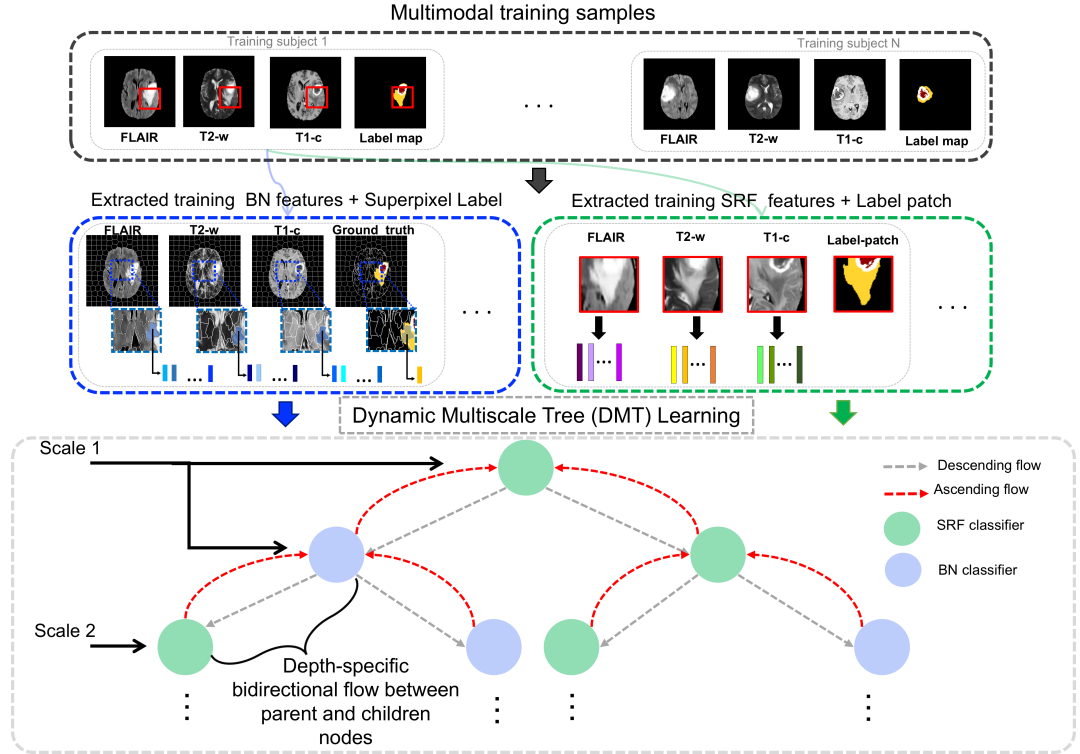 Multimodal training samples
Training subject 1
Training subject N
FLAIR
T2-w
T1-c
Label map
. . .
FLAIR
T2-w
T1-c
Label map
Extracted training BN features + Superpixel Label
Extracted training SRF features + Label patch
FLAIR
T2-w
T1-c
Ground truth
. . .
FLAIR
T2-w
T1-c
Label-patch
. . .
Dynamic Multiscale Tree (DMT) Learning
Scale 1
Descending flow
Ascending flow
SRF classifier
BN classifier
Scale 2
Depth-specific
bidirectional flow between
parent and children
nodes